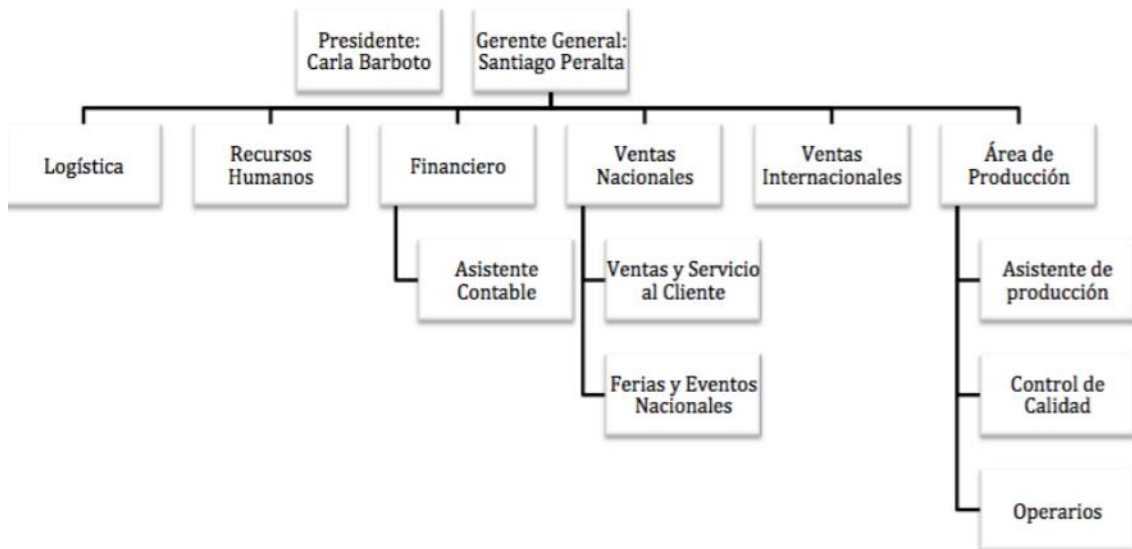 Presidente:
Carla Barboto
Gerente General:
Santiago Peralta
Logística
Recursos
Humanos
Financiero
Ventas
Nacionales
Ventas
Internacionales
Área de
Producción
Asistente
Contable
Ventas y Servicio
al Cliente
Asistente de
producción
Ferias y Eventos
Nacionales
Control de
Calidad
Operarios